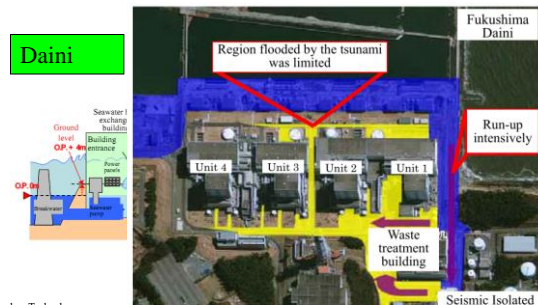 Daini
Seawater h
exchange
building
Ground
level
O.P. + 4m
Building
entrance
Power
panels
O.P. 0m
Breakwater
Seawater
pump
Region flooded by the tsunami
was limited
Fukushima
Daini
Run-up
intensively
Unit 4
Unit 3
Unit 2
Unit 1
Waste
treatment
building
Seismic Isolated